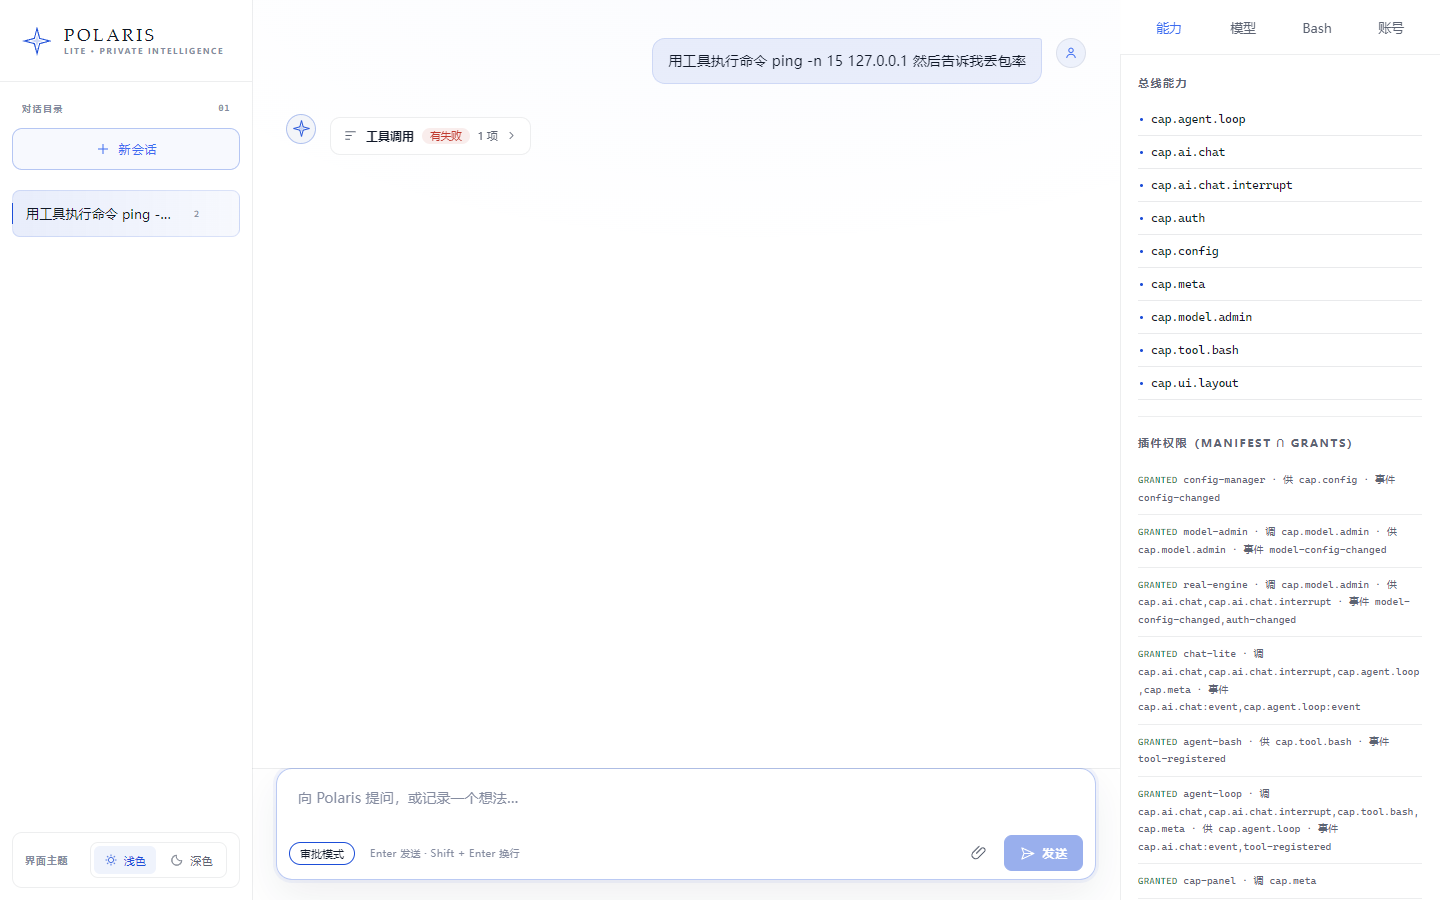 POLARIS
LITE • PRIVATE INTELLIGENCE
对话目录 01
新会话
用工具执行命令 ping -... 2
界面主题 浅色 深色
用工具执行命令 ping -n 15 127.0.0.1 然后告诉我丢包率
工具调用 有失败 1 项
向 Polaris 提问，或记录一个想法...
审批模式 Enter 发送 · Shift + Enter 换行 发送
能力 模型 Bash 账号
总线能力
• cap.agent.loop
• cap.ai.chat
• cap.ai.chat.interrupt
• cap.auth
• cap.config
• cap.meta
• cap.model.admin
• cap.tool.bash
• cap.ui.layout
插件权限（MANIFEST ∩ GRANTS）
GRANTED config-manager · 供 cap.config · 事件
config-changed
GRANTED model-admin · 调 cap.model.admin · 供
cap.model.admin · 事件 model-config-changed
GRANTED real-engine · 调 cap.model.admin · 供
cap.ai.chat,cap.ai.chat.interrupt · 事件 model-
config-changed,auth-changed
GRANTED chat-lite · 调
cap.ai.chat,cap.ai.chat.interrupt,cap.agent.loop
,cap.meta · 事件
cap.ai.chat:event,cap.agent.loop:event
GRANTED agent-bash · 供 cap.tool.bash · 事件
tool-registered
GRANTED agent-loop · 调
cap.ai.chat,cap.ai.chat.interrupt,cap.tool.bash,
cap.meta · 供 cap.agent.loop · 事件
cap.ai.chat:event,tool-registered
GRANTED cap-panel · 调 cap.meta